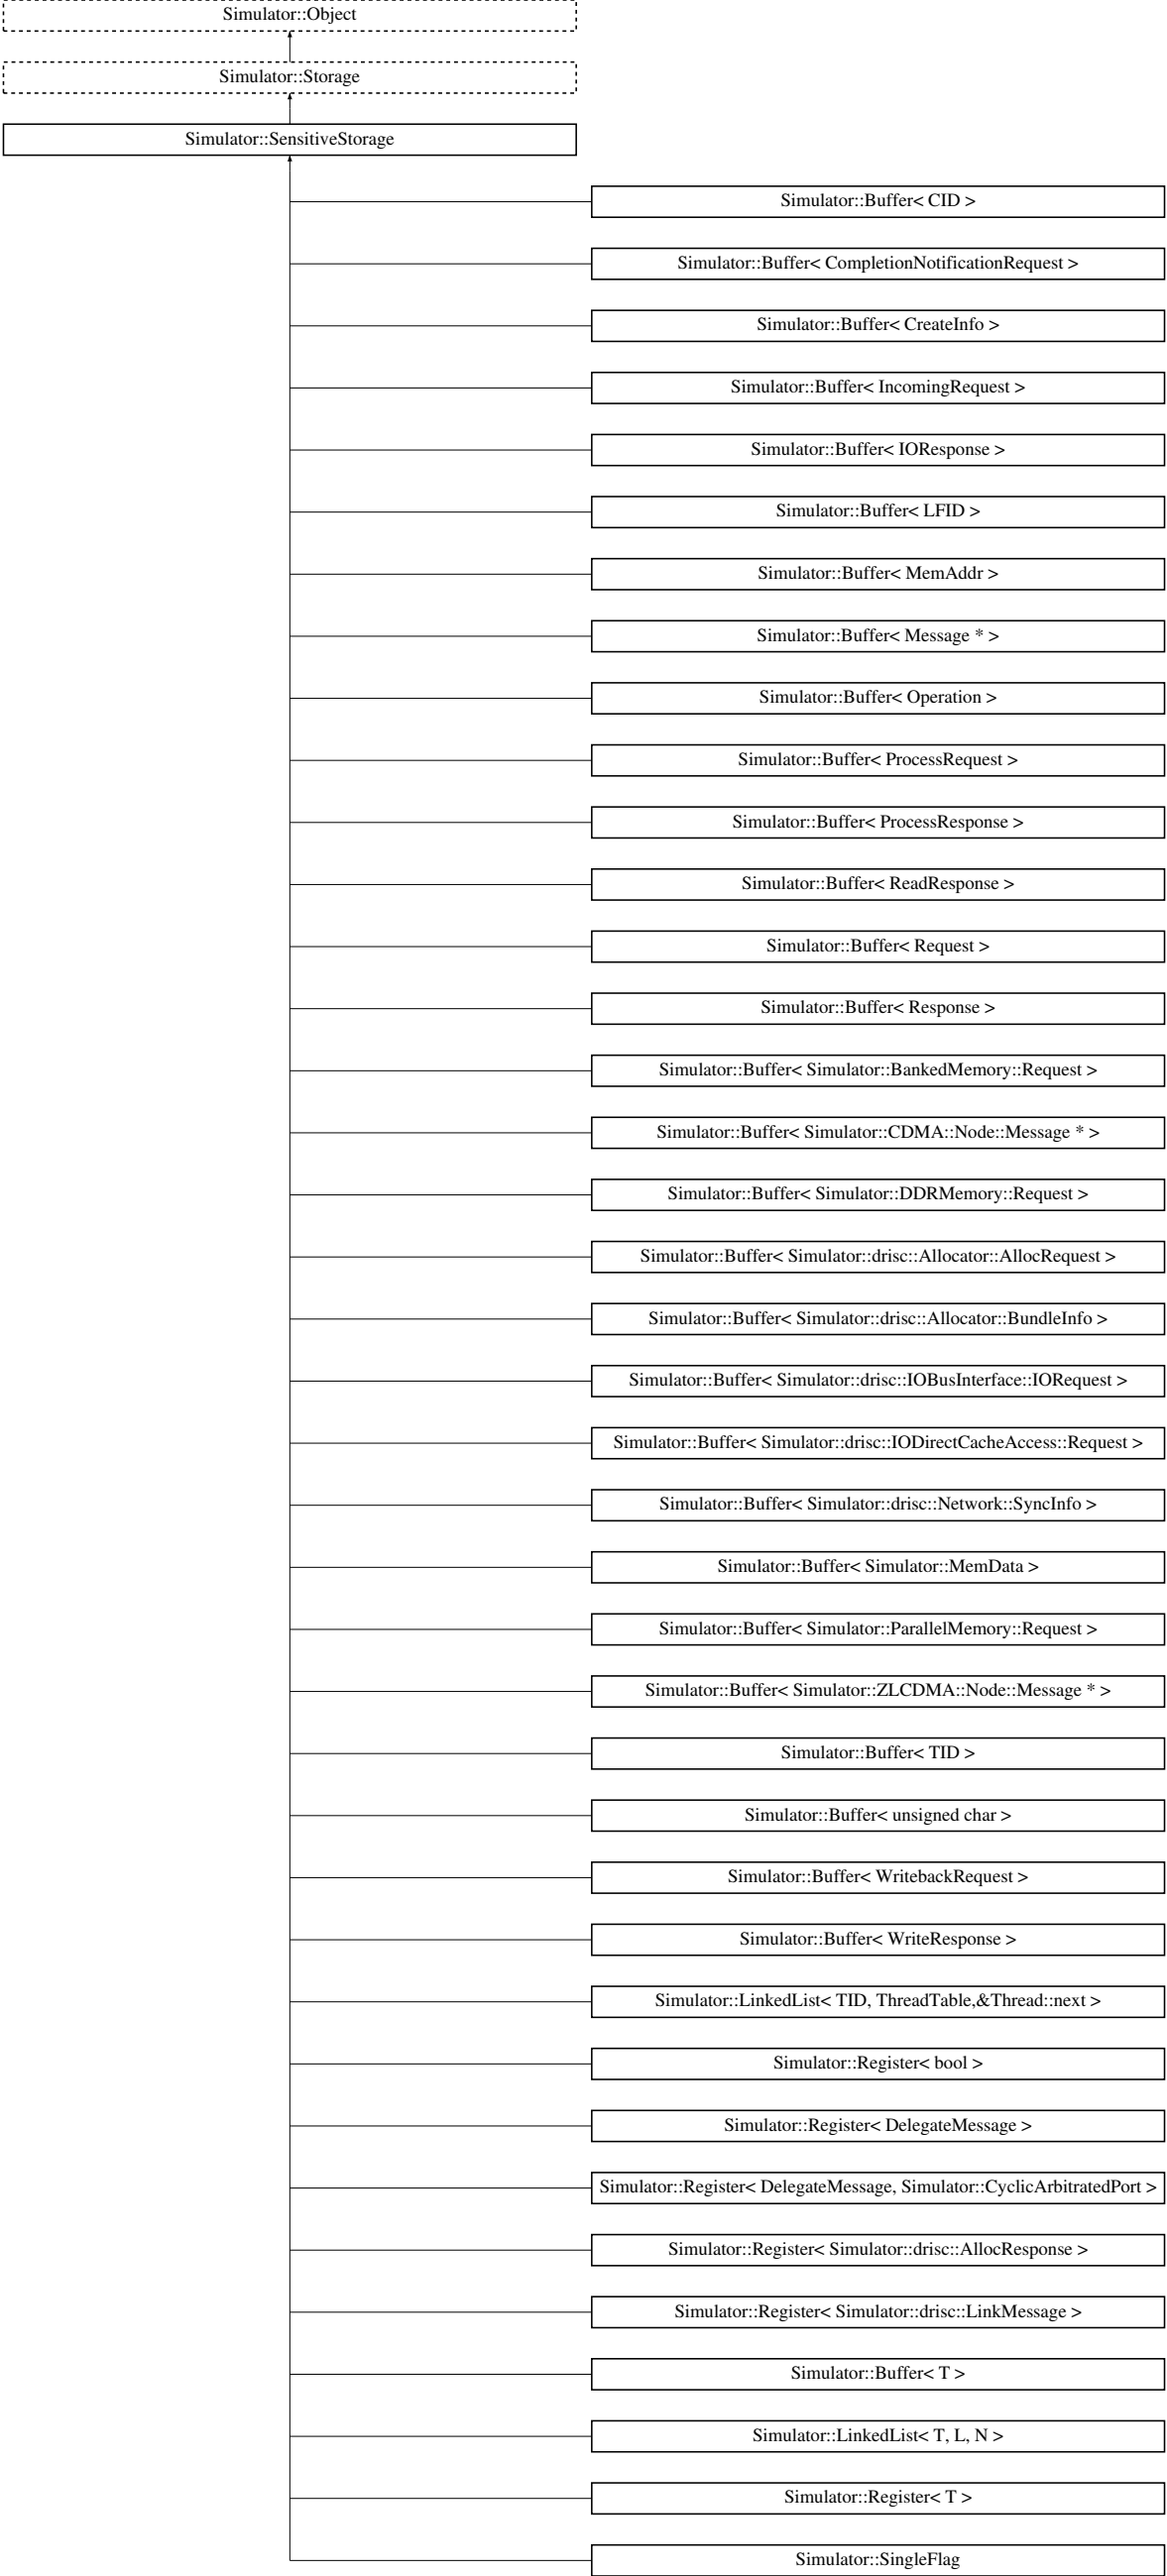 Simulator::Object
Simulator::Storage
Simulator::SensitiveStorage
Simulator::Buffer< CID >
Simulator::Buffer< CompletionNotificationRequest >
Simulator::Buffer< CreateInfo >
Simulator::Buffer< IncomingRequest >
Simulator::Buffer< IOResponse >
Simulator::Buffer< LFID >
Simulator::Buffer< MemAddr >
Simulator::Buffer< Message * >
Simulator::Buffer< Operation >
Simulator::Buffer< ProcessRequest >
Simulator::Buffer< ProcessResponse >
Simulator::Buffer< ReadResponse >
Simulator::Buffer< Request >
Simulator::Buffer< Response >
Simulator::Buffer< Simulator::BankedMemory::Request >
Simulator::Buffer< Simulator::CDMA::Node::Message * >
Simulator::Buffer< Simulator::DDRMemory::Request >
Simulator::Buffer< Simulator::drisc::Allocator::AllocRequest >
Simulator::Buffer< Simulator::drisc::Allocator::BundleInfo >
Simulator::Buffer< Simulator::drisc::IOBusInterface::IORequest >
Simulator::Buffer< Simulator::drisc::IODirectCacheAccess::Request >
Simulator::Buffer< Simulator::drisc::Network::SyncInfo >
Simulator::Buffer< Simulator::MemData >
Simulator::Buffer< Simulator::ParallelMemory::Request >
Simulator::Buffer< Simulator::ZLCDMA::Node::Message * >
Simulator::Buffer< TID >
Simulator::Buffer< unsigned char >
Simulator::Buffer< WritebackRequest >
Simulator::Buffer< WriteResponse >
Simulator::LinkedList< TID, ThreadTable,&Thread::next >
Simulator::Register< bool >
Simulator::Register< DelegateMessage >
Simulator::Register< DelegateMessage, Simulator::CyclicArbitratedPort >
Simulator::Register< Simulator::drisc::AllocResponse >
Simulator::Register< Simulator::drisc::LinkMessage >
Simulator::Buffer< T >
Simulator::LinkedList< T, L, N >
Simulator::Register< T >
Simulator::SingleFlag